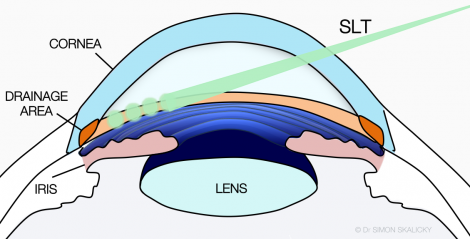 SLT
CORNEA
DRAINAGE
AREA
IRIS
LENS
© Dr SIMON SKALICKY